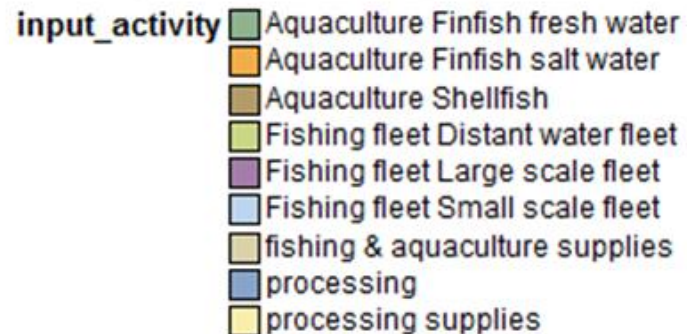 input_activity Aquaculture Finfish fresh water
Aquaculture Finfish salt water
Aquaculture Shellfish
Fishing fleet Distant water fleet
Fishing fleet Large scale fleet
Fishing fleet Small scale fleet
fishing & aquaculture supplies
processing
processing supplies